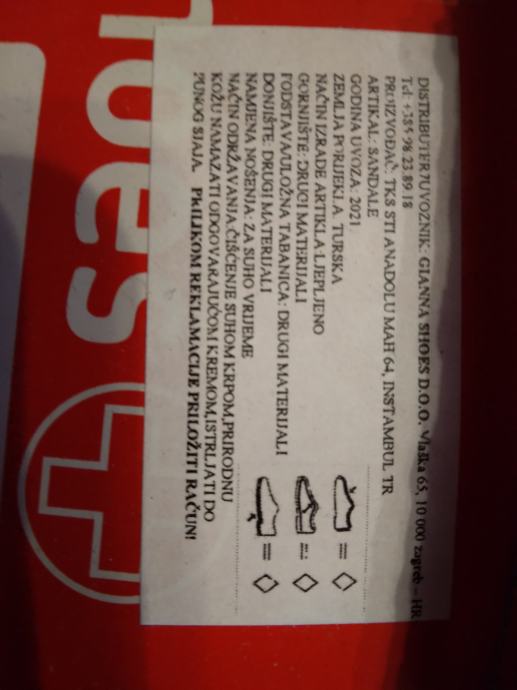 ues
DISTRIBUTER I UVOZNIK: GIANNA SHOES D.O.O. Vlaška 65, 10 000 zagreb – HR
Tel: +385 98 23 89 18
PROIZVOĐAČ: TKS STI ANADOLU MAH 64, INSTAMBUL TR
ARTIKAL: SANDALE
GODINA UVOZA: 2021
ZEMLJA PORIJEKLA: TURSKA
NAČIN IZRADE ARTIKLA: LJEPLJENO
GORNJIŠTE: DRUGI MATERIJALI
PODSTAVA/ULOŽNA TABANICA: DRUGI MATERIJALI
DONJIŠTE: DRUGI MATERIJALI
NAMJENA NOŠENJA: ZA SUHO VRIJEME
NAČIN ODRŽAVANJA: ČIŠĆENJE SUHOM KRPOM, PRIRODNU
KOŽU NAMAZATI ODGOVARAJUĆOM KREMOM, ISTRLJATI DO
PUNOG SJAJA. PRILIKOM REKLAMACIJE PRILOŽITI RAČUN!